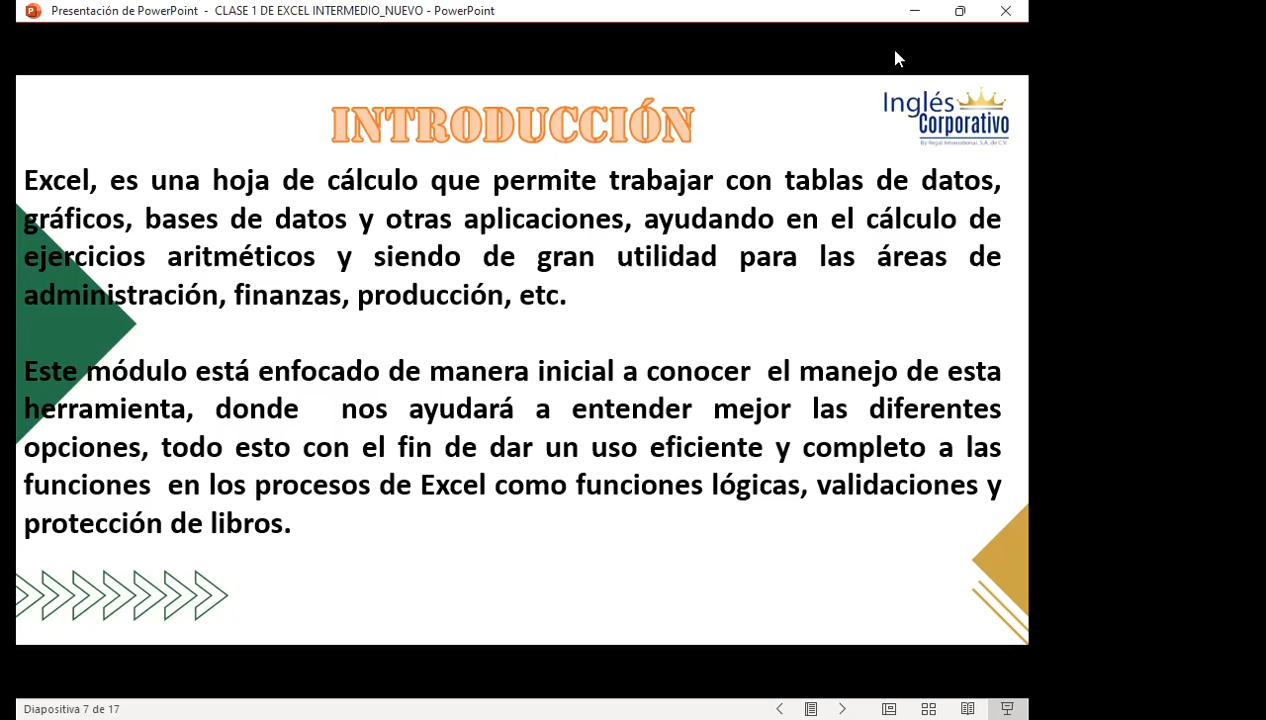 Presentación de PowerPoint - CLASE 1 DE EXCEL INTERMEDIO_NUEVO - PowerPoint
INTRODUCCIÓN
Inglés
Corporativo
By Regal International, S.A. de C.V.
Excel, es una hoja de cálculo que permite trabajar con tablas de datos,
gráficos, bases de datos y otras aplicaciones, ayudando en el cálculo de
ejercicios aritméticos y siendo de gran utilidad para las áreas de
administración, finanzas, producción, etc.
Este módulo está enfocado de manera inicial a conocer el manejo de esta
herramienta, donde nos ayudará a entender mejor las diferentes
opciones, todo esto con el fin de dar un uso eficiente y completo a las
funciones en los procesos de Excel como funciones lógicas, validaciones y
protección de libros.
Diapositiva 7 de 17